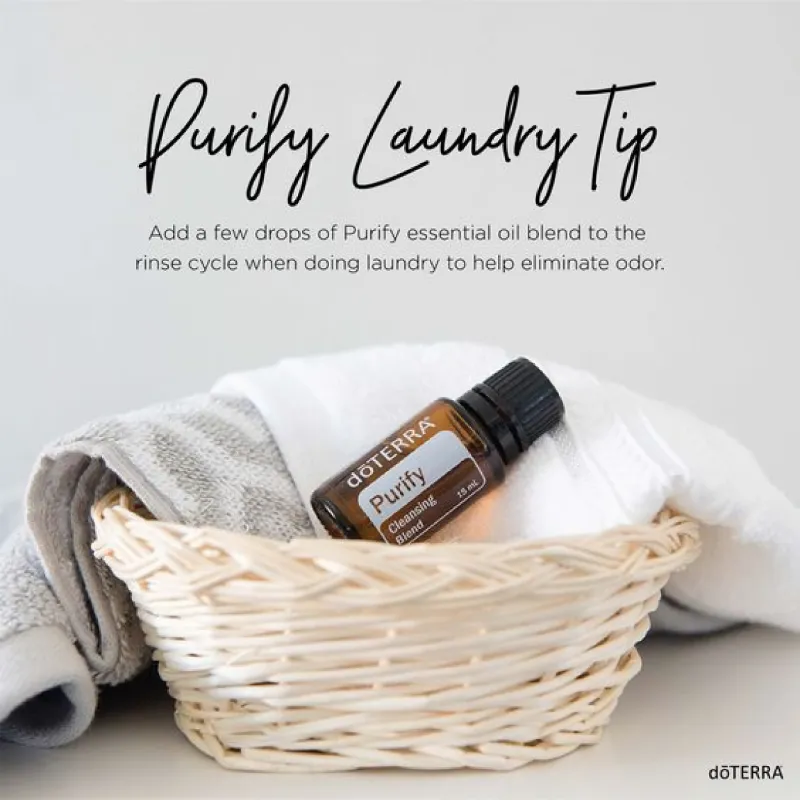 Purify Laundry Tip
Add a few drops of Purify essential oil blend to the
rinse cycle when doing laundry to help eliminate odor.
dōTERRA®
Purify
Cleansing
Blend
15 mL
dōTERRA®